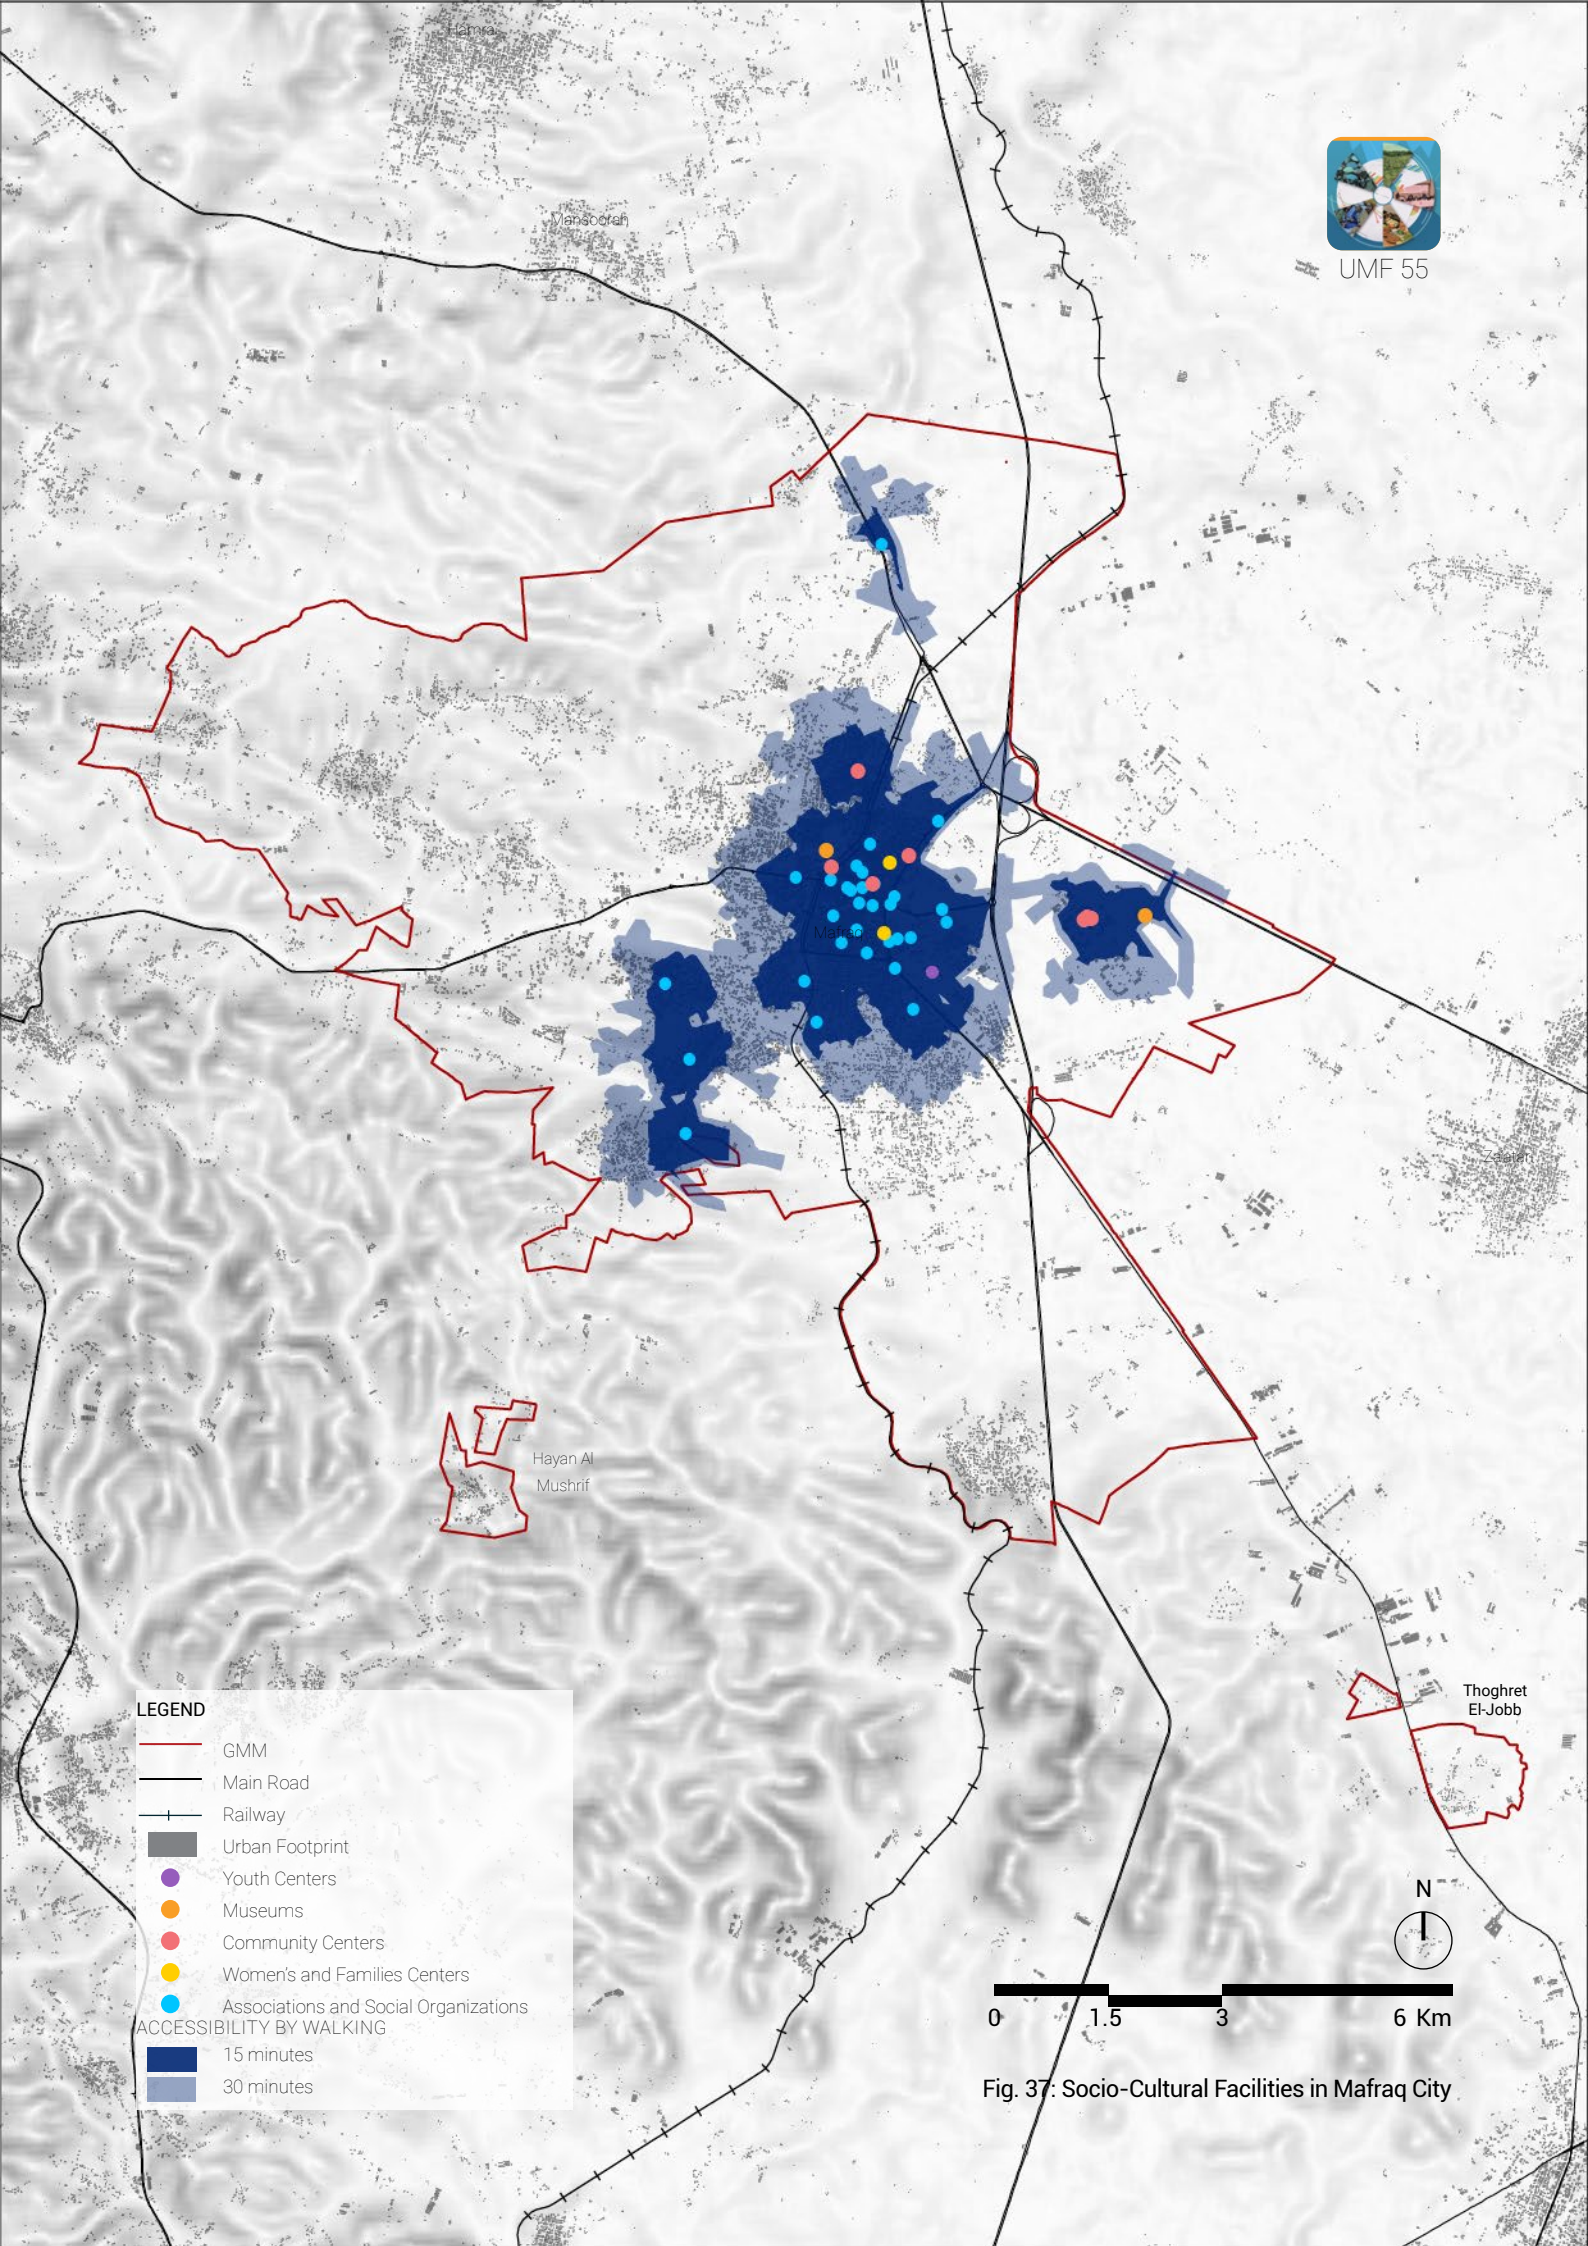 Hamra
Mansoorah
UMF 55
Mafraq
Zaatari
Hayan Al
Mushrif
Thoghret
El-Jobb
LEGEND
GMM
Main Road
Railway
Urban Footprint
Youth Centers
Museums
Community Centers
Women's and Families Centers
Associations and Social Organizations
ACCESSIBILITY BY WALKING
15 minutes
30 minutes
N
0 1.5 3 6 Km
Fig. 37: Socio-Cultural Facilities in Mafraq City